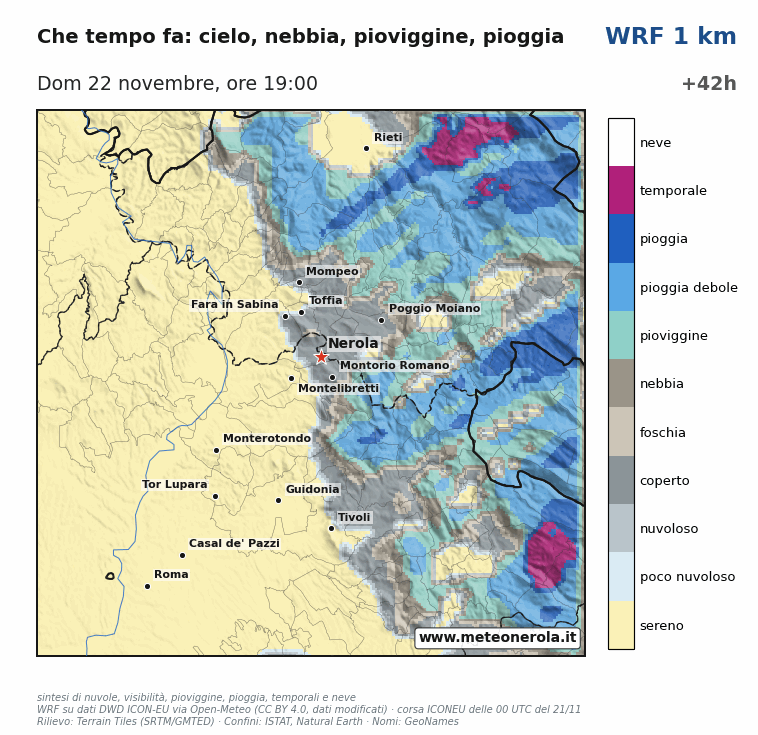 Che tempo fa: cielo, nebbia, pioviggine, pioggia
WRF 1 km
Dom 22 novembre, ore 19:00
+42h
Rieti
Mompeo
Toffia
Fara in Sabina
Poggio Moiano
Nerola
Montorio Romano
Montelibretti
Monterotondo
Tor Lupara
Guidonia
Tivoli
Casal de' Pazzi
Roma
www.meteonerola.it
neve
temporale
pioggia
pioggia debole
pioviggine
nebbia
foschia
coperto
nuvoloso
poco nuvoloso
sereno
sintesi di nuvole, visibilità, pioviggine, pioggia, temporali e neve
WRF su dati DWD ICON-EU via Open-Meteo (CC BY 4.0, dati modificati) · corsa ICONEU delle 00 UTC del 21/11
Rilievo: Terrain Tiles (SRTM/GMTED) · Confini: ISTAT, Natural Earth · Nomi: GeoNames